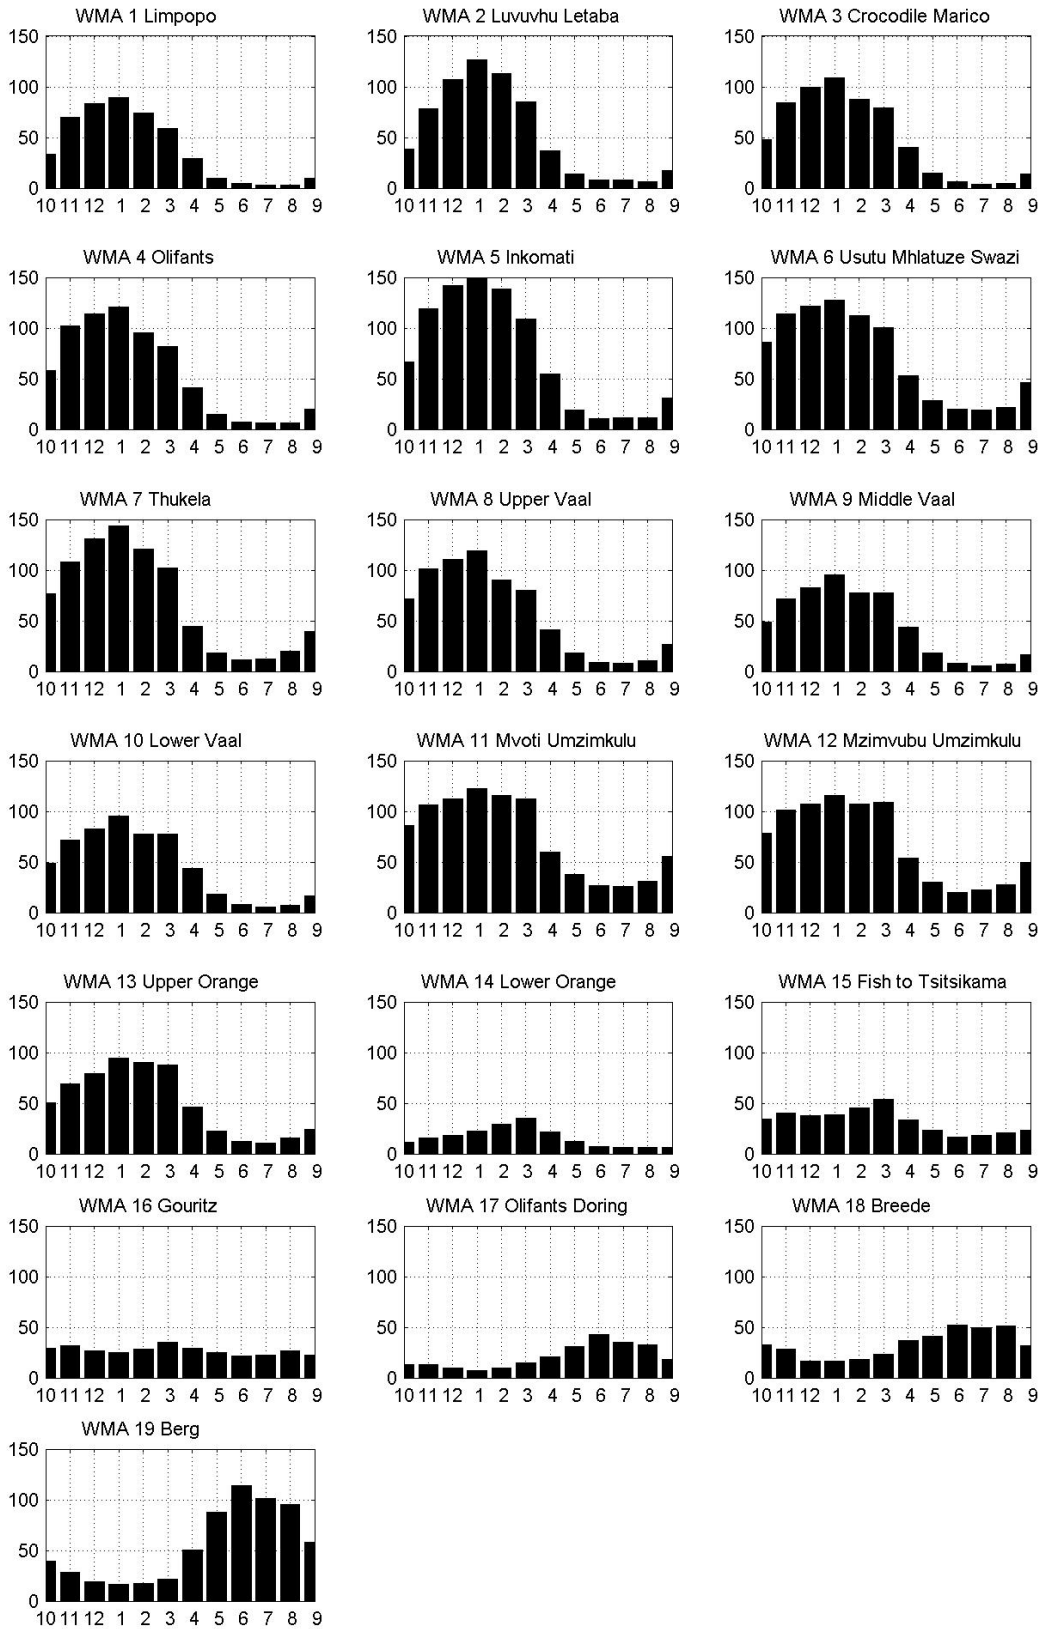 WMA 1 Limpopo
150
100
50
0
10 11 12 1 2 3 4 5 6 7 8 9
WMA 2 Luvuvhu Letaba
150
100
50
0
10 11 12 1 2 3 4 5 6 7 8 9
WMA 3 Crocodile Marico
150
100
50
0
10 11 12 1 2 3 4 5 6 7 8 9
WMA 4 Olifants
150
100
50
0
10 11 12 1 2 3 4 5 6 7 8 9
WMA 5 Inkomati
150
100
50
0
10 11 12 1 2 3 4 5 6 7 8 9
WMA 6 Usutu Mhlatuze Swazi
150
100
50
0
10 11 12 1 2 3 4 5 6 7 8 9
WMA 7 Thukela
150
100
50
0
10 11 12 1 2 3 4 5 6 7 8 9
WMA 8 Upper Vaal
150
100
50
0
10 11 12 1 2 3 4 5 6 7 8 9
WMA 9 Middle Vaal
150
100
50
0
10 11 12 1 2 3 4 5 6 7 8 9
WMA 10 Lower Vaal
150
100
50
0
10 11 12 1 2 3 4 5 6 7 8 9
WMA 11 Mvoti Umzimkulu
150
100
50
0
10 11 12 1 2 3 4 5 6 7 8 9
WMA 12 Mzimvubu Umzimkulu
150
100
50
0
10 11 12 1 2 3 4 5 6 7 8 9
WMA 13 Upper Orange
150
100
50
0
10 11 12 1 2 3 4 5 6 7 8 9
WMA 14 Lower Orange
150
100
50
0
10 11 12 1 2 3 4 5 6 7 8 9
WMA 15 Fish to Tsitsikama
150
100
50
0
10 11 12 1 2 3 4 5 6 7 8 9
WMA 16 Gouritz
150
100
50
0
10 11 12 1 2 3 4 5 6 7 8 9
WMA 17 Olifants Doring
150
100
50
0
10 11 12 1 2 3 4 5 6 7 8 9
WMA 18 Breede
150
100
50
0
10 11 12 1 2 3 4 5 6 7 8 9
WMA 19 Berg
150
100
50
0
10 11 12 1 2 3 4 5 6 7 8 9